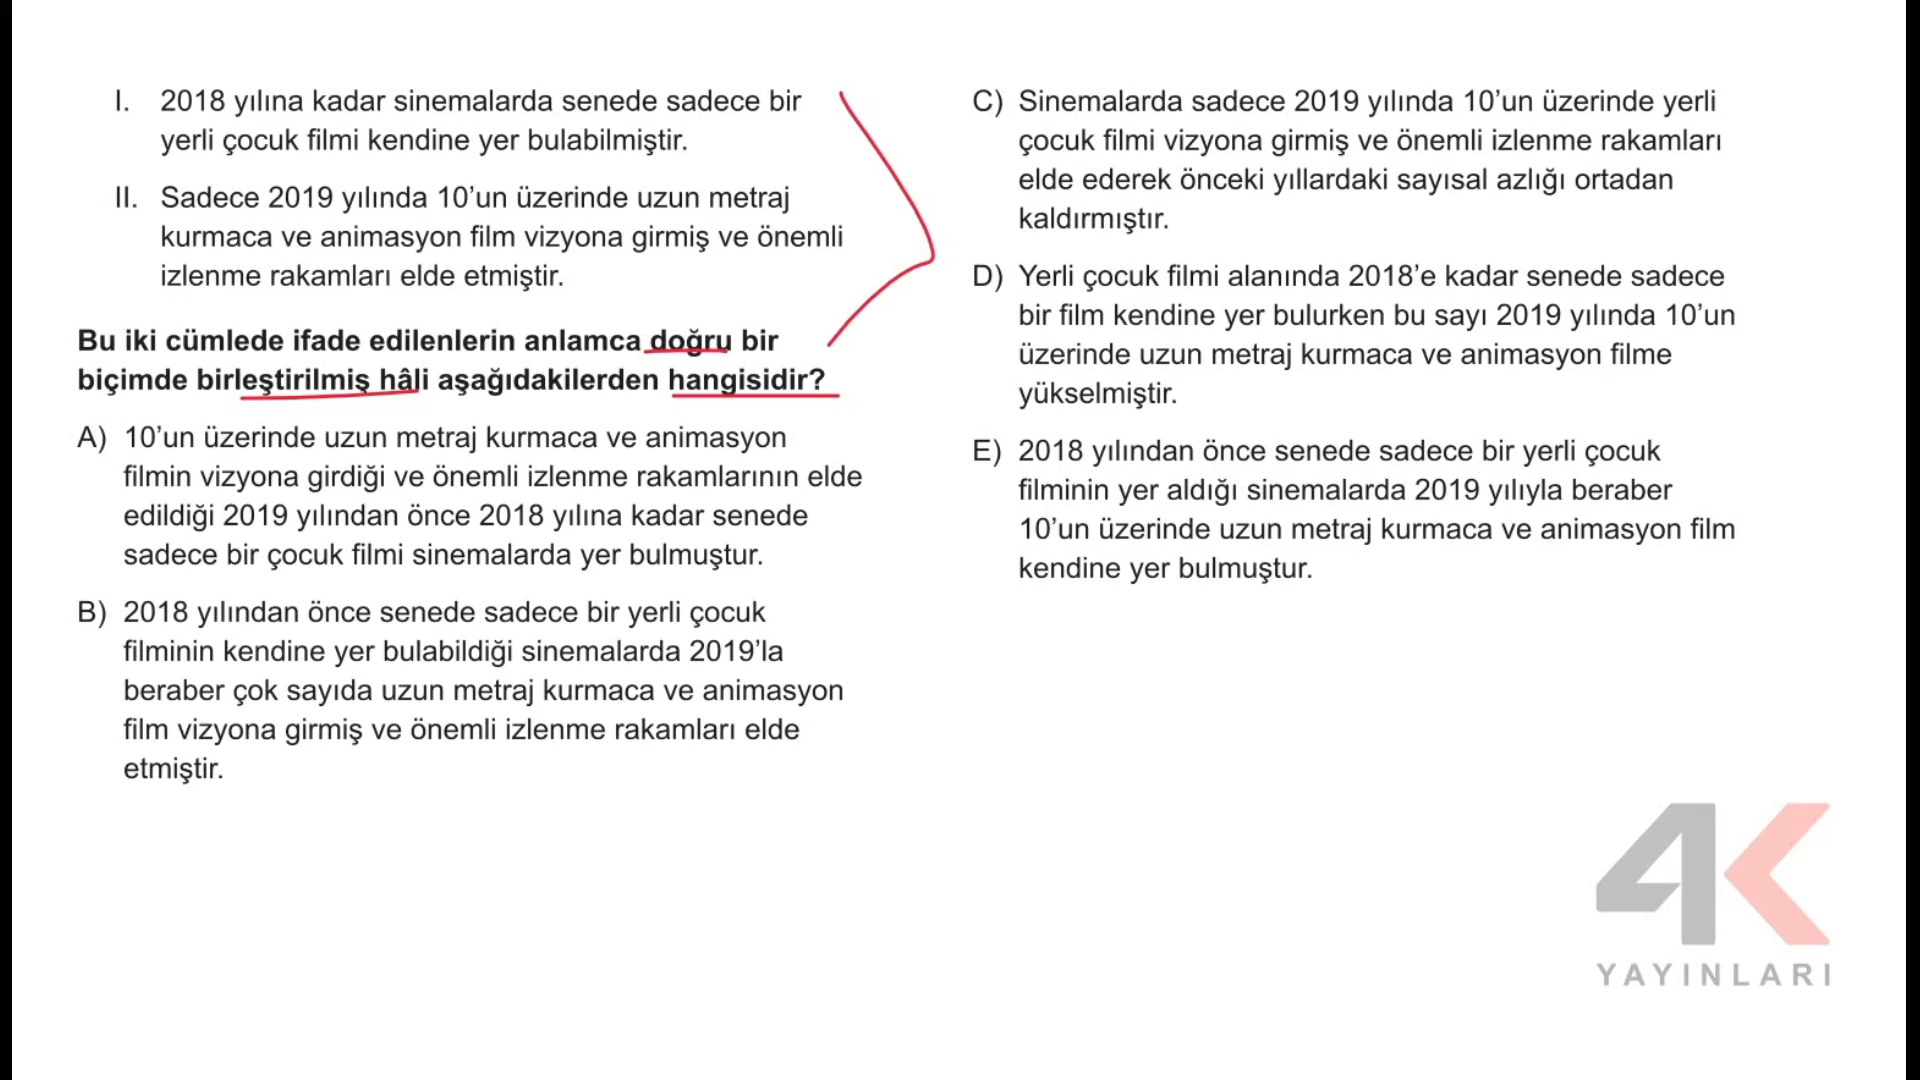 I. 2018 yılına kadar sinemalarda senede sadece bir
yerli çocuk filmi kendine yer bulabilmiştir.
II. Sadece 2019 yılında 10’un üzerinde uzun metraj
kurmaca ve animasyon film vizyona girmiş ve önemli
izlenme rakamları elde etmiştir.
Bu iki cümlede ifade edilenlerin anlamca doğru bir
biçimde birleştirilmiş hâli aşağıdakilerden hangisidir?
A) 10’un üzerinde uzun metraj kurmaca ve animasyon
filmin vizyona girdiği ve önemli izlenme rakamlarının elde
edildiği 2019 yılından önce 2018 yılına kadar senede
sadece bir çocuk filmi sinemalarda yer bulmuştur.
B) 2018 yılından önce senede sadece bir yerli çocuk
filminin kendine yer bulabildiği sinemalarda 2019’la
beraber çok sayıda uzun metraj kurmaca ve animasyon
film vizyona girmiş ve önemli izlenme rakamları elde
etmiştir.
C) Sinemalarda sadece 2019 yılında 10’un üzerinde yerli
çocuk filmi vizyona girmiş ve önemli izlenme rakamları
elde ederek önceki yıllardaki sayısal azlığı ortadan
kaldırmıştır.
D) Yerli çocuk filmi alanında 2018’e kadar senede sadece
bir film kendine yer bulurken bu sayı 2019 yılında 10’un
üzerinde uzun metraj kurmaca ve animasyon filme
yükselmiştir.
E) 2018 yılından önce senede sadece bir yerli çocuk
filminin yer aldığı sinemalarda 2019 yılıyla beraber
10’un üzerinde uzun metraj kurmaca ve animasyon film
kendine yer bulmuştur.
4K
YAYINLARI